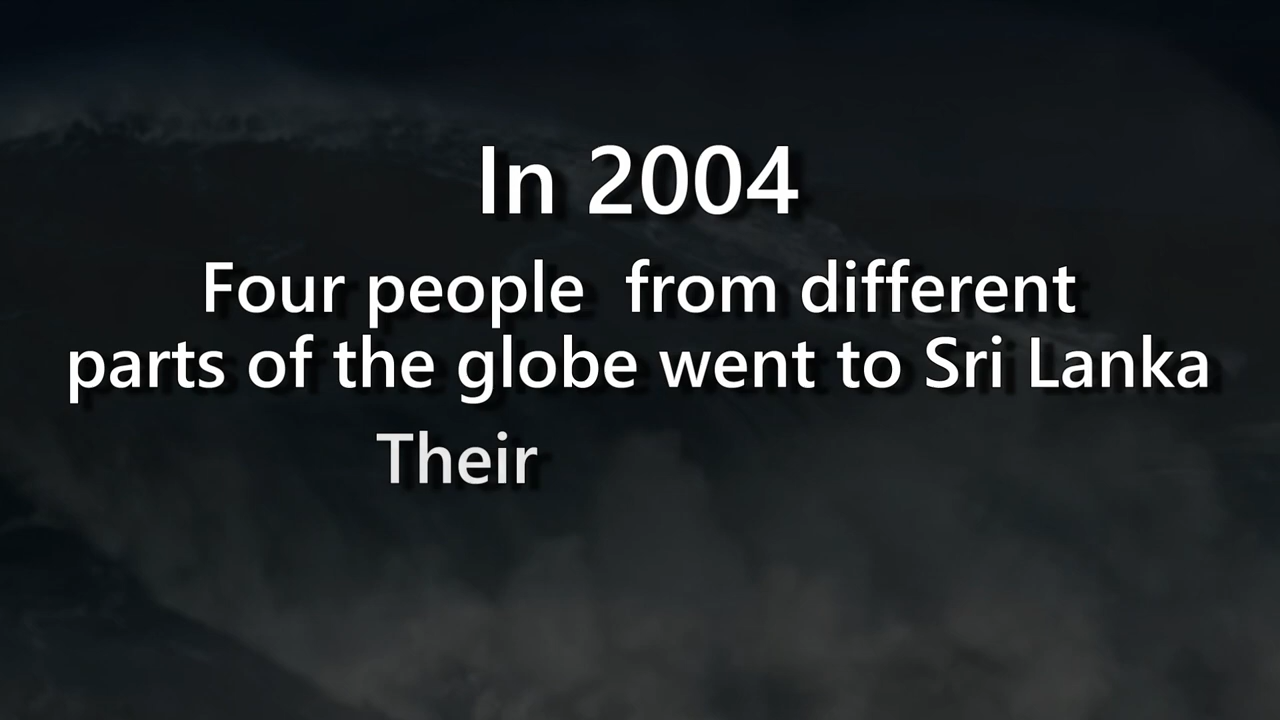 In 2004
Four people from different
parts of the globe went to Sri Lanka
Their